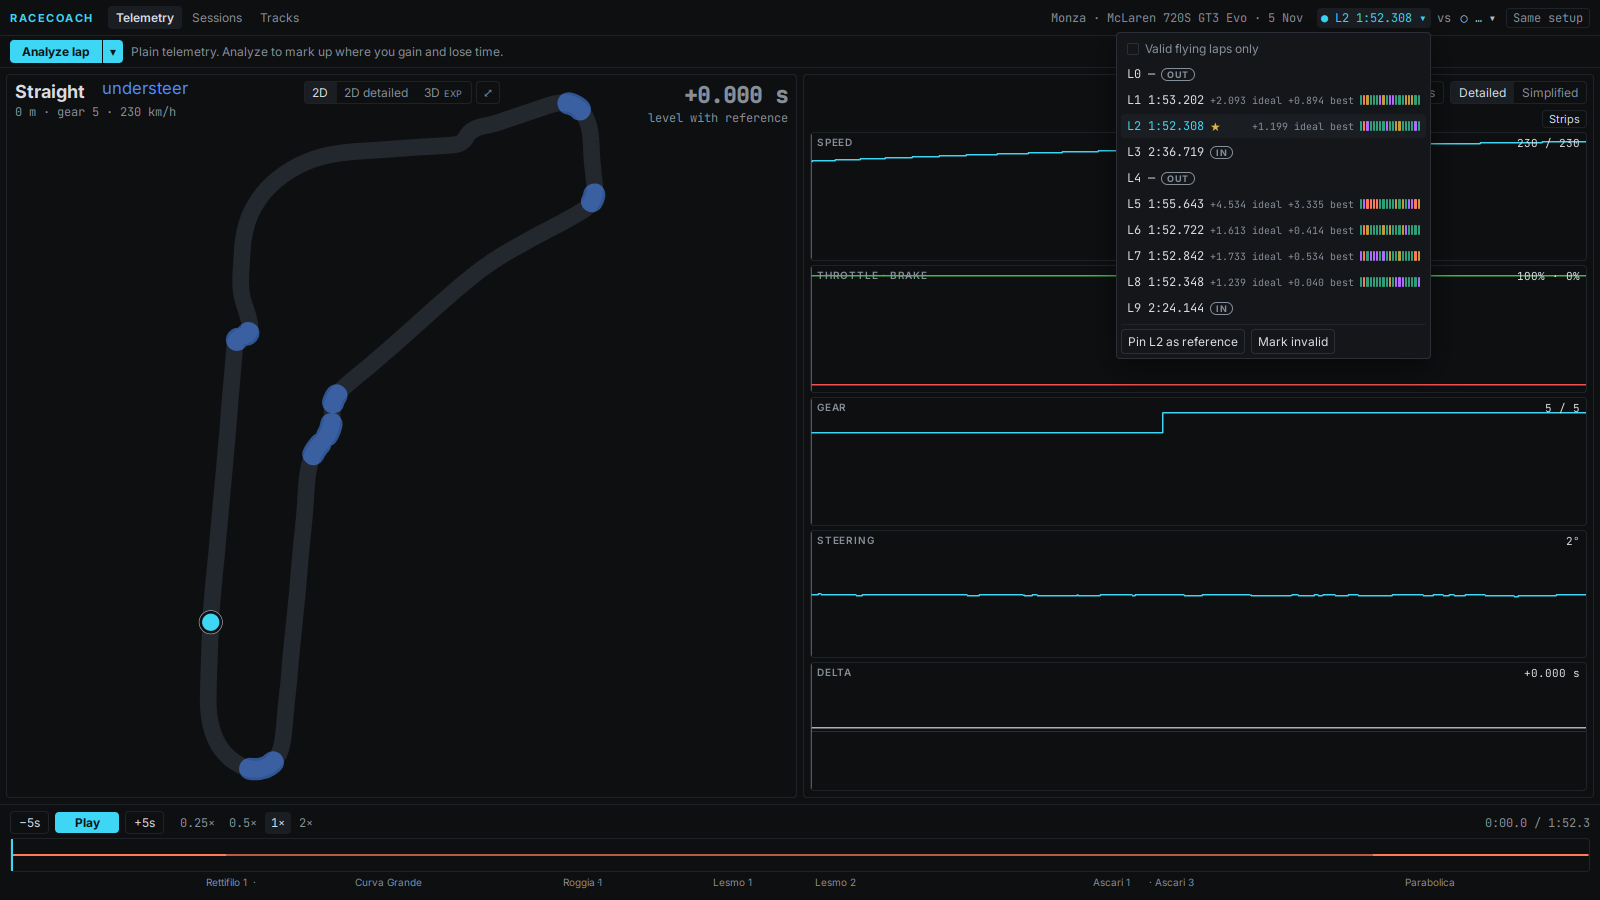 RACECOACH Telemetry Sessions Tracks Monza · McLaren 720S GT3 Evo · 5 Nov ● L2 1:52.308 ▾ vs ○ … ▾ Same setup
Analyze lap ▾ Plain telemetry. Analyze to mark up where you gain and lose time.
Straight understeer
0 m · gear 5 · 230 km/h
2D 2D detailed 3D EXP ⤢
+0.000 s
level with reference
Valid flying laps only
L0 — OUT
L1 1:53.202 +2.093 ideal +0.894 best
L2 1:52.308 ★ +1.199 ideal +0.000 best
L3 2:36.719 IN
L4 — OUT
L5 1:55.643 +4.534 ideal +3.335 best
L6 1:52.722 +1.613 ideal +0.414 best
L7 1:52.842 +1.733 ideal +0.534 best
L8 1:52.348 +1.239 ideal +0.040 best
L9 2:24.144 IN
Pin L2 as reference Mark invalid
s Detailed Simplified
Strips
SPEED 230 / 230
THROTTLE · BRAKE 100% · 0%
GEAR 5 / 5
STEERING 2°
DELTA +0.000 s
−5s Play +5s 0.25× 0.5× 1× 2× 0:00.0 / 1:52.3
Rettifilo 1 · Curva Grande Roggia 1 Lesmo 1 Lesmo 2 Ascari 1 · Ascari 3 Parabolica